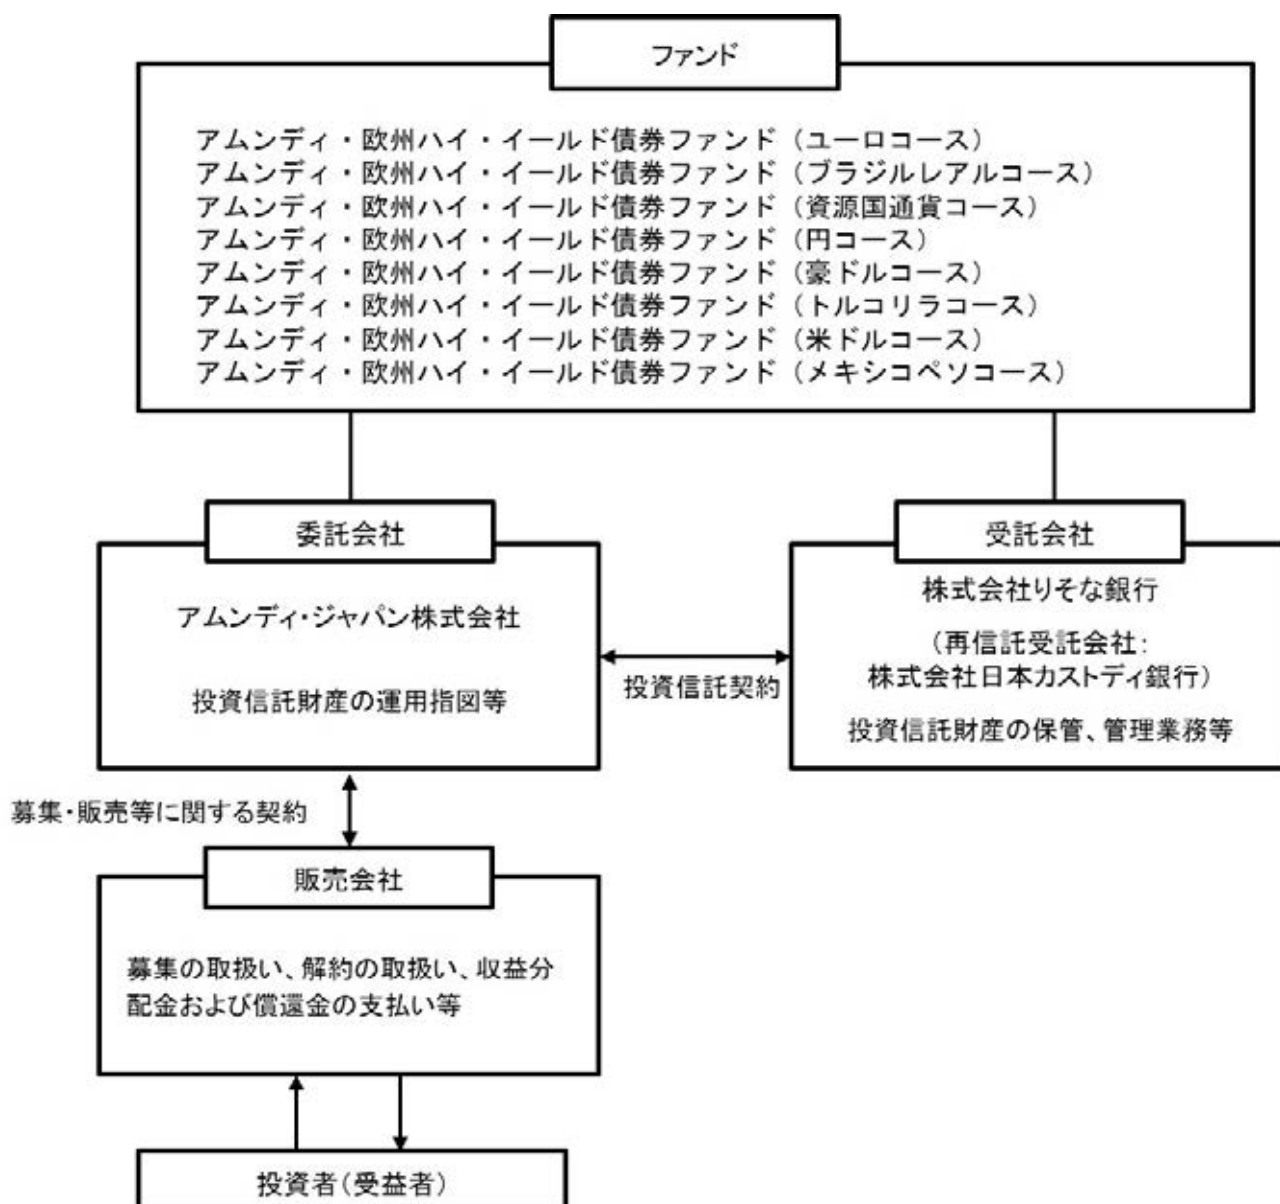 ファンド
アムンディ・欧州ハイ・イールド債券ファンド（ユーロコース）
アムンディ・欧州ハイ・イールド債券ファンド（ブラジルレアルコース）
アムンディ・欧州ハイ・イールド債券ファンド（資源国通貨コース）
アムンディ・欧州ハイ・イールド債券ファンド（円コース）
アムンディ・欧州ハイ・イールド債券ファンド（豪ドルコース）
アムンディ・欧州ハイ・イールド債券ファンド（トルコリラコース）
アムンディ・欧州ハイ・イールド債券ファンド（米ドルコース）
アムンディ・欧州ハイ・イールド債券ファンド（メキシコペソコース）
委託会社
アムンディ・ジャパン株式会社
投資信託財産の運用指図等
投資信託契約
受託会社
株式会社りそな銀行
（再信託受託会社：
株式会社日本カストディ銀行）
投資信託財産の保管、管理業務等
募集・販売等に関する契約
販売会社
募集の取扱い、解約の取扱い、収益分
配金および償還金の支払い等
投資者（受益者）